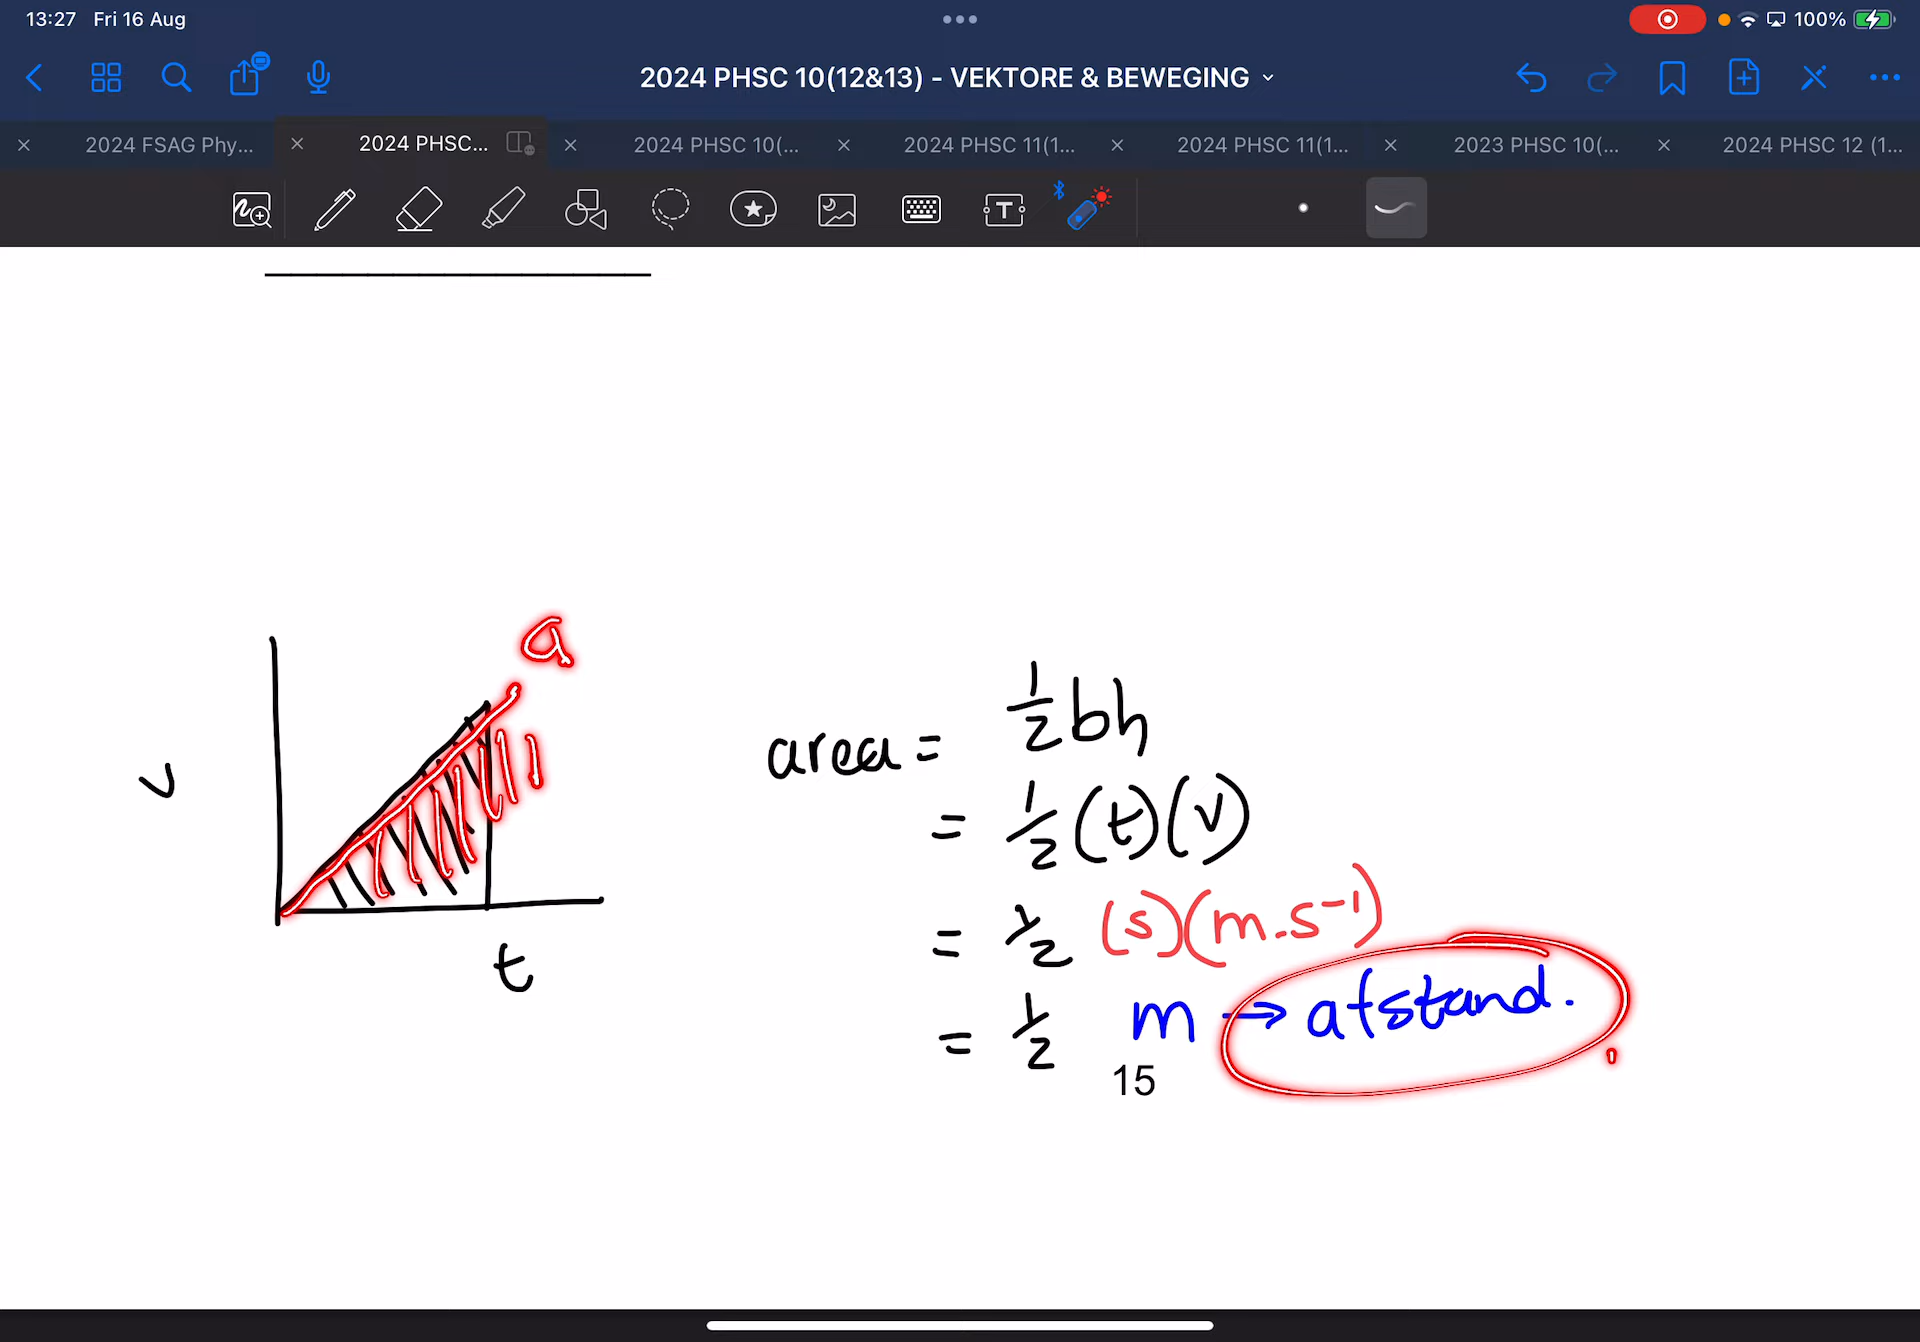 13:27 Fri 16 Aug
100%
2024 PHSC 10(12&13) - VEKTORE & BEWEGING
2024 FSAG Phy...
2024 PHSC...
2024 PHSC 10(...
2024 PHSC 11(1...
2024 PHSC 11(1...
2023 PHSC 10(...
2024 PHSC 12 (1...
T
a
v
t
area = ½bh
= ½(t)(v)
= ½ (s)(m.s⁻¹)
= ½ m → afstand.
15